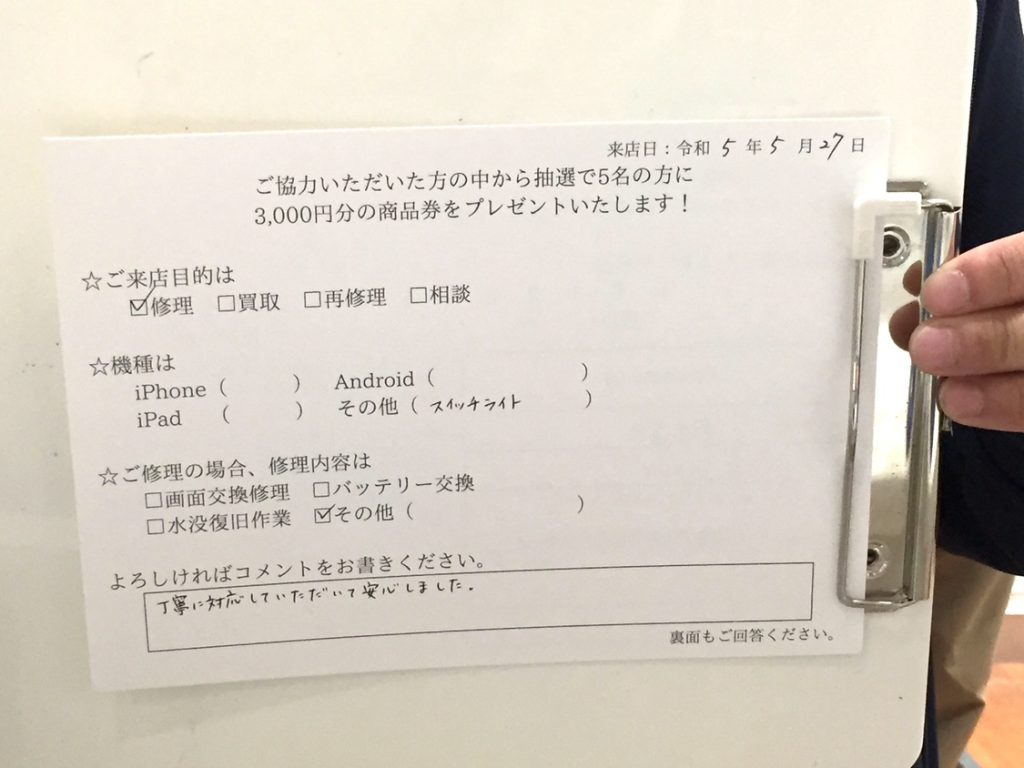 来店日：令和 5 年 5 月 27 日
ご協力いただいた方の中から抽選で5名の方に
3,000円分の商品券をプレゼントいたします！
☆ご来店目的は
☑修理 □買取 □再修理 □相談
☆機種は
iPhone（　　　） Android（　　　　　　）
iPad （　　　） その他（ スイッチライト ）
☆ご修理の場合、修理内容は
□画面交換修理 □バッテリー交換
□水没復旧作業 ☑その他（　　　　　　）
よろしければコメントをお書きください。
丁寧に対応していただいて安心しました。
裏面もご回答ください。